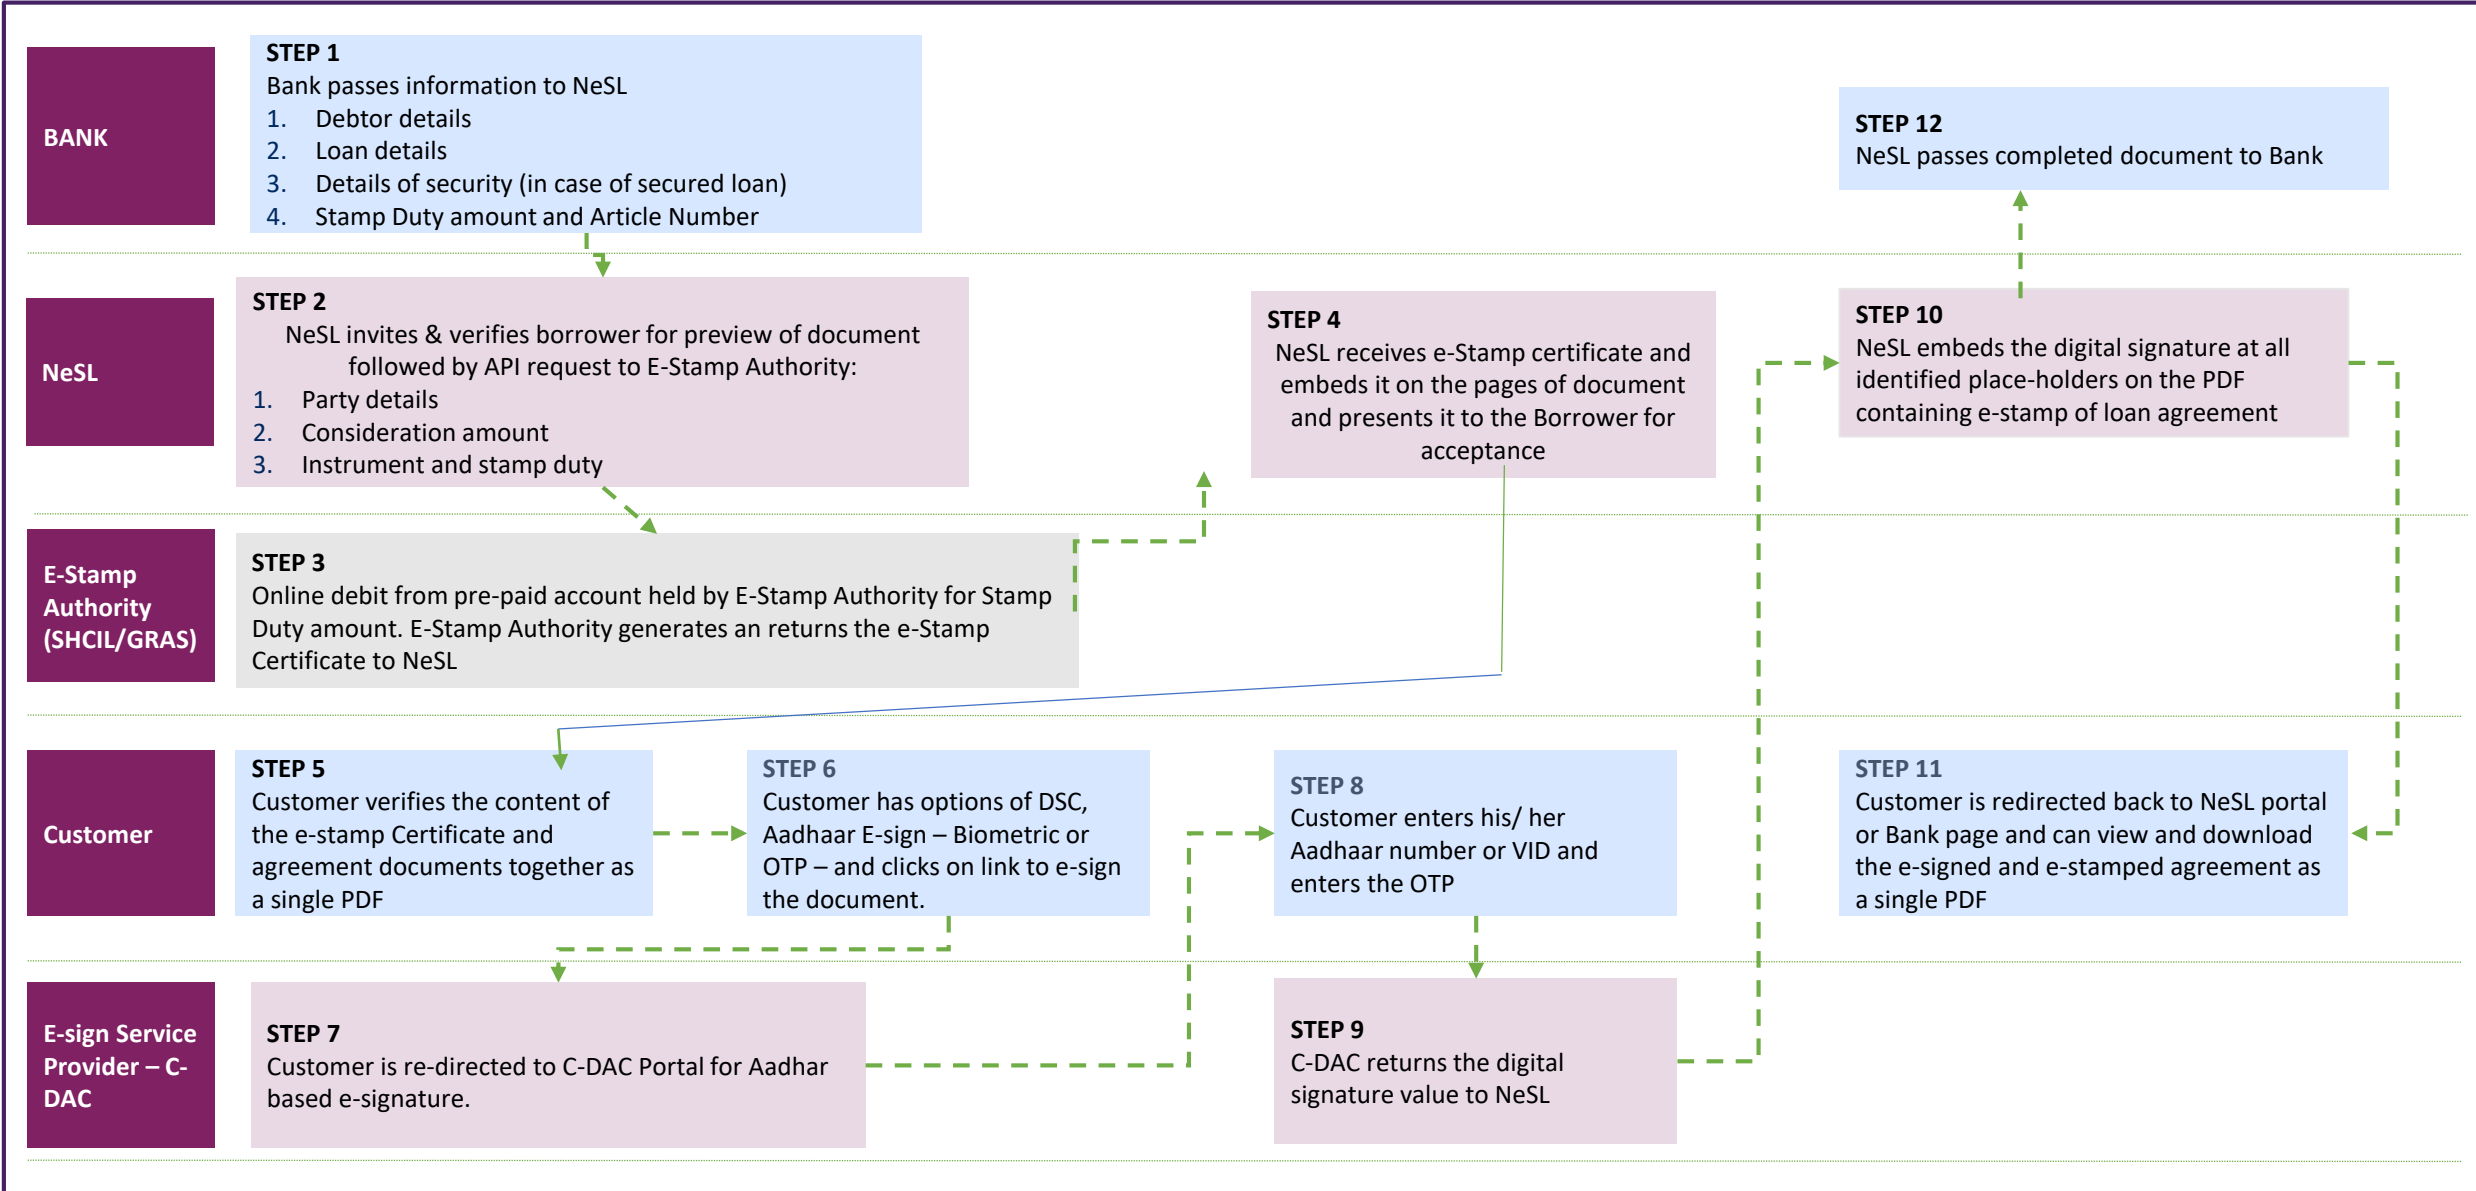 BANK
STEP 1
Bank passes information to NeSL
1. Debtor details
2. Loan details
3. Details of security (in case of secured loan)
4. Stamp Duty amount and Article Number
STEP 12
NeSL passes completed document to Bank
NeSL
STEP 2
NeSL invites & verifies borrower for preview of document
followed by API request to E-Stamp Authority:
1. Party details
2. Consideration amount
3. Instrument and stamp duty
STEP 4
NeSL receives e-Stamp certificate and
embeds it on the pages of document
and presents it to the Borrower for
acceptance
STEP 10
NeSL embeds the digital signature at all
identified place-holders on the PDF
containing e-stamp of loan agreement
E-Stamp
Authority
(SHCIL/GRAS)
STEP 3
Online debit from pre-paid account held by E-Stamp Authority for Stamp
Duty amount. E-Stamp Authority generates an returns the e-Stamp
Certificate to NeSL
Customer
STEP 5
Customer verifies the content of
the e-stamp Certificate and
agreement documents together as
a single PDF
STEP 6
Customer has options of DSC,
Aadhaar E-sign – Biometric or
OTP – and clicks on link to e-sign
the document.
STEP 8
Customer enters his/ her
Aadhaar number or VID and
enters the OTP
STEP 11
Customer is redirected back to NeSL portal
or Bank page and can view and download
the e-signed and e-stamped agreement as
a single PDF
E-sign Service
Provider – C-
DAC
STEP 7
Customer is re-directed to C-DAC Portal for Aadhar
based e-signature.
STEP 9
C-DAC returns the digital
signature value to NeSL